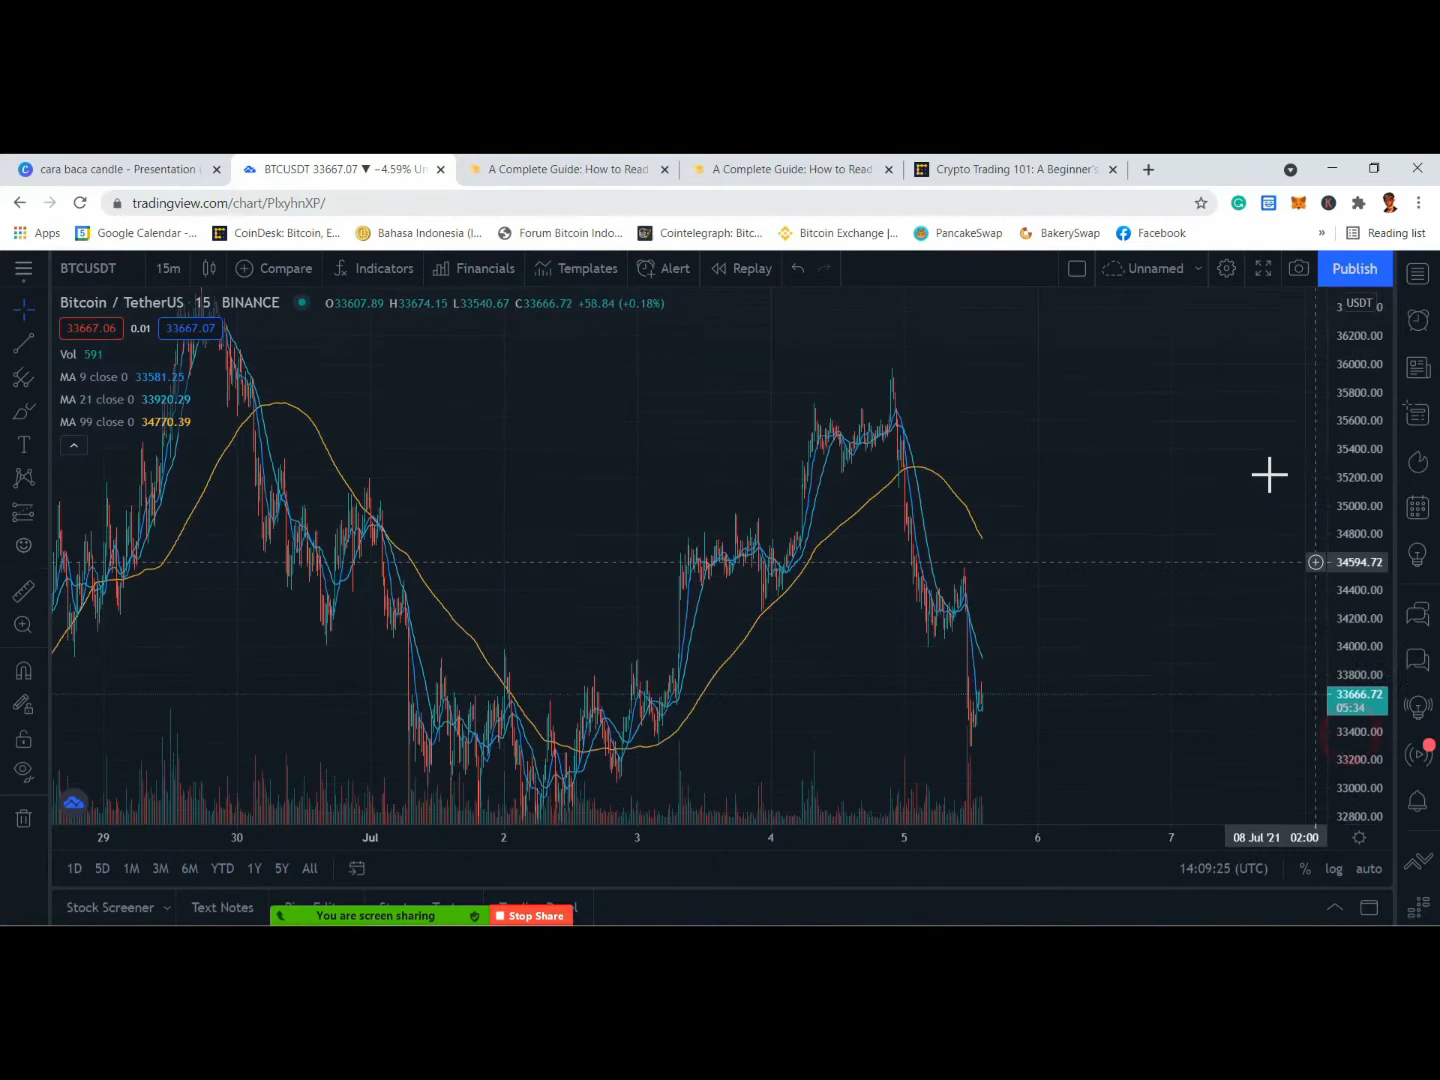 cara baca candle - Presentation
BTCUSDT 33667.07 ▼ −4.59% Un
A Complete Guide: How to Read
A Complete Guide: How to Read
Crypto Trading 101: A Beginner's
tradingview.com/chart/PlxyhnXP/
Apps
Google Calendar -...
CoinDesk: Bitcoin, E...
Bahasa Indonesia (I...
Forum Bitcoin Indo...
Cointelegraph: Bitc...
Bitcoin Exchange |...
PancakeSwap
BakerySwap
Facebook
»
Reading list
BTCUSDT
15m
Compare
Indicators
Financials
Templates
Alert
Replay
Unnamed
Publish
Bitcoin / TetherUS 15 BINANCE
O33607.89 H33674.15 L33540.67 C33666.72 +58.84 (+0.18%)
USDT
33667.06 0.01 33667.07
Vol 591
MA 9 close 0 33581.25
MA 21 close 0 33920.29
MA 99 close 0 34770.39
36200.00
36000.00
35800.00
35600.00
35400.00
35200.00
35000.00
34800.00
34594.72
34400.00
34200.00
34000.00
33800.00
33666.72
05:34
33400.00
33200.00
33000.00
32800.00
29 30 Jul 2 3 4 5 6 7 08 Jul '21 02:00
1D 5D 1M 3M 6M YTD 1Y 5Y All
14:09:25 (UTC) % log auto
Stock Screener
Text Notes
You are screen sharing
Stop Share